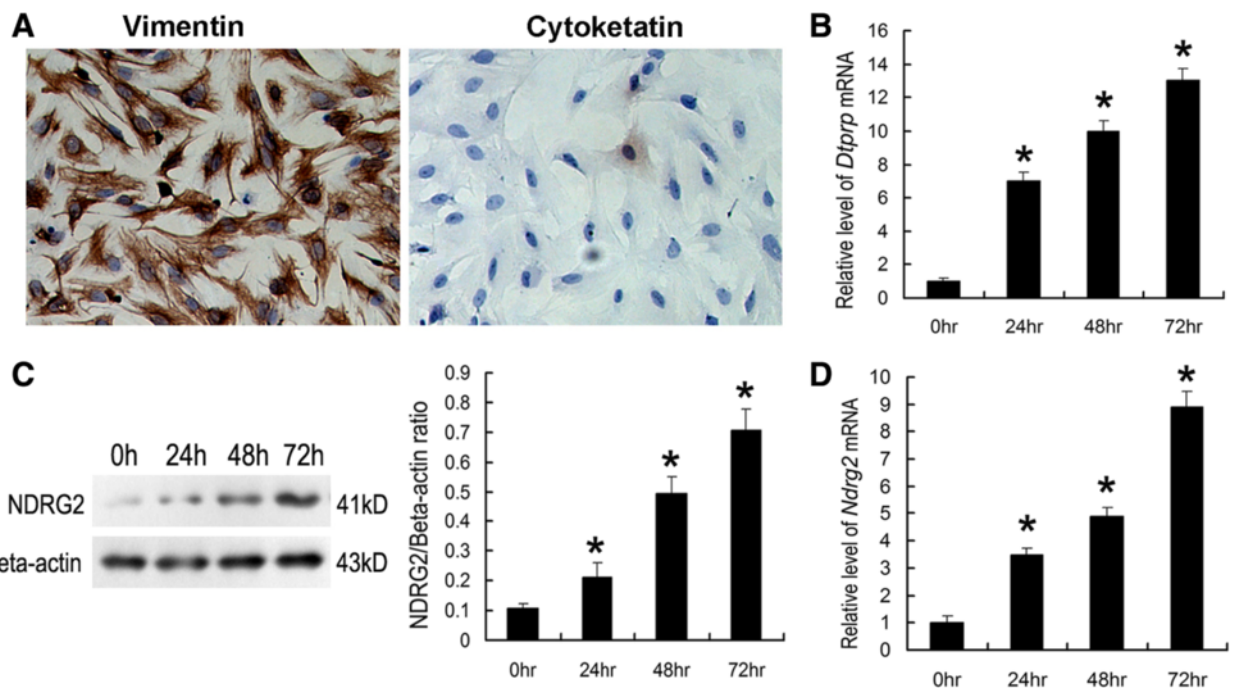 A
Vimentin
Cytoketatin
B
Relative level of Dtprp mRNA
16
14
12
10
8
6
4
2
0
*
*
*
0hr 24hr 48hr 72hr
C
0h 24h 48h 72h
NDRG2
41kD
eta-actin
43kD
NDRG2/Beta-actin ratio
0.9
0.8
0.7
0.6
0.5
0.4
0.3
0.2
0.1
0
*
*
*
0hr 24hr 48hr 72hr
D
Relative level of Ndrg2 mRNA
10
9
8
7
6
5
4
3
2
1
0
*
*
*
0hr 24hr 48hr 72hr